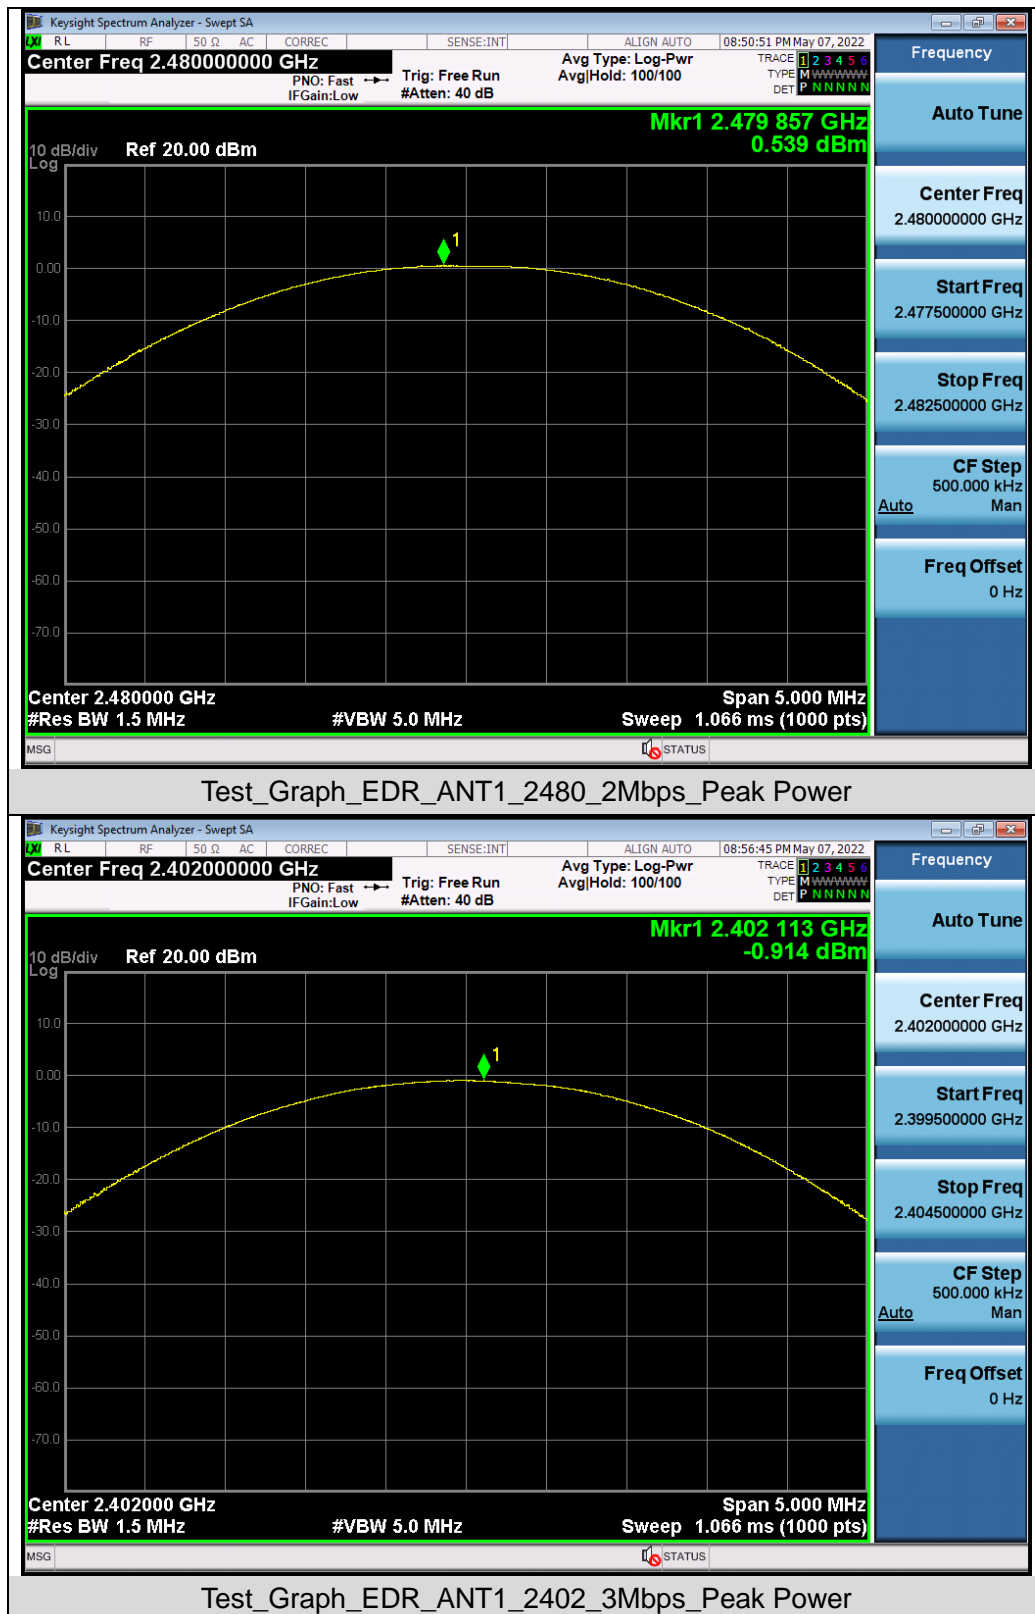 Keysight Spectrum Analyzer - Swept SA
LXI RL RF 50 Ω AC CORREC SENSE:INT ALIGN AUTO 08:50:51 PM May 07, 2022
Center Freq 2.480000000 GHz
PNO: Fast
IFGain:Low
Trig: Free Run
#Atten: 40 dB
Avg Type: Log-Pwr
Avg|Hold: 100/100
TRACE 1 2 3 4 5 6
TYPE M WWWWW
DET P N N N N N
Frequency
Mkr1 2.479 857 GHz
0.539 dBm
10 dB/div Ref 20.00 dBm
Log
10.0
0.00
-10.0
-20.0
-30.0
-40.0
-50.0
-60.0
-70.0
1
Center 2.480000 GHz Span 5.000 MHz
#Res BW 1.5 MHz #VBW 5.0 MHz Sweep 1.066 ms (1000 pts)
Auto Tune
Center Freq
2.480000000 GHz
Start Freq
2.477500000 GHz
Stop Freq
2.482500000 GHz
CF Step
500.000 kHz
Auto Man
Freq Offset
0 Hz
MSG STATUS
Test_Graph_EDR_ANT1_2480_2Mbps_Peak Power
Keysight Spectrum Analyzer - Swept SA
LXI RL RF 50 Ω AC CORREC SENSE:INT ALIGN AUTO 08:56:45 PM May 07, 2022
Center Freq 2.402000000 GHz
PNO: Fast
IFGain:Low
Trig: Free Run
#Atten: 40 dB
Avg Type: Log-Pwr
Avg|Hold: 100/100
TRACE 1 2 3 4 5 6
TYPE M WWWWW
DET P N N N N N
Frequency
Mkr1 2.402 113 GHz
-0.914 dBm
10 dB/div Ref 20.00 dBm
Log
10.0
0.00
-10.0
-20.0
-30.0
-40.0
-50.0
-60.0
-70.0
1
Center 2.402000 GHz Span 5.000 MHz
#Res BW 1.5 MHz #VBW 5.0 MHz Sweep 1.066 ms (1000 pts)
Auto Tune
Center Freq
2.402000000 GHz
Start Freq
2.399500000 GHz
Stop Freq
2.404500000 GHz
CF Step
500.000 kHz
Auto Man
Freq Offset
0 Hz
MSG STATUS
Test_Graph_EDR_ANT1_2402_3Mbps_Peak Power